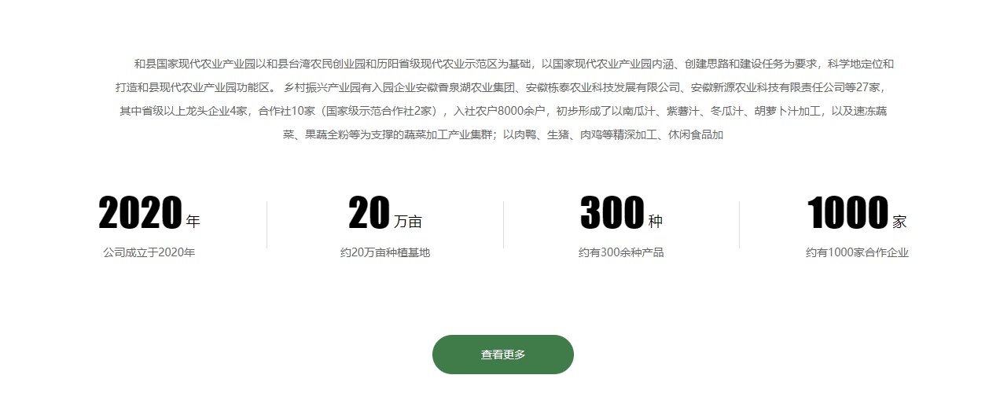 和县国家现代农业产业园以和县台湾农民创业园和历阳省级现代农业示范区为基础，以国家现代农业产业园内涵、创建思路和建设任务为要求，科学地定位和
打造和县现代农业产业园功能区。 乡村振兴产业园有入园企业安徽香泉湖农业集团、安徽栋泰农业科技发展有限公司、安徽新源农业科技有限责任公司等27家，
其中省级以上龙头企业4家，合作社10家（国家级示范合作社2家），入社农户8000余户，初步形成了以南瓜汁、紫薯汁、冬瓜汁、胡萝卜汁加工，以及速冻蔬
菜、果蔬全粉等为支撑的蔬菜加工产业集群；以肉鸭、生猪、肉鸡等精深加工、休闲食品加
2020 年
公司成立于2020年
20 万亩
约20万亩种植基地
300 种
约有300余种产品
1000 家
约有1000家合作企业
查看更多